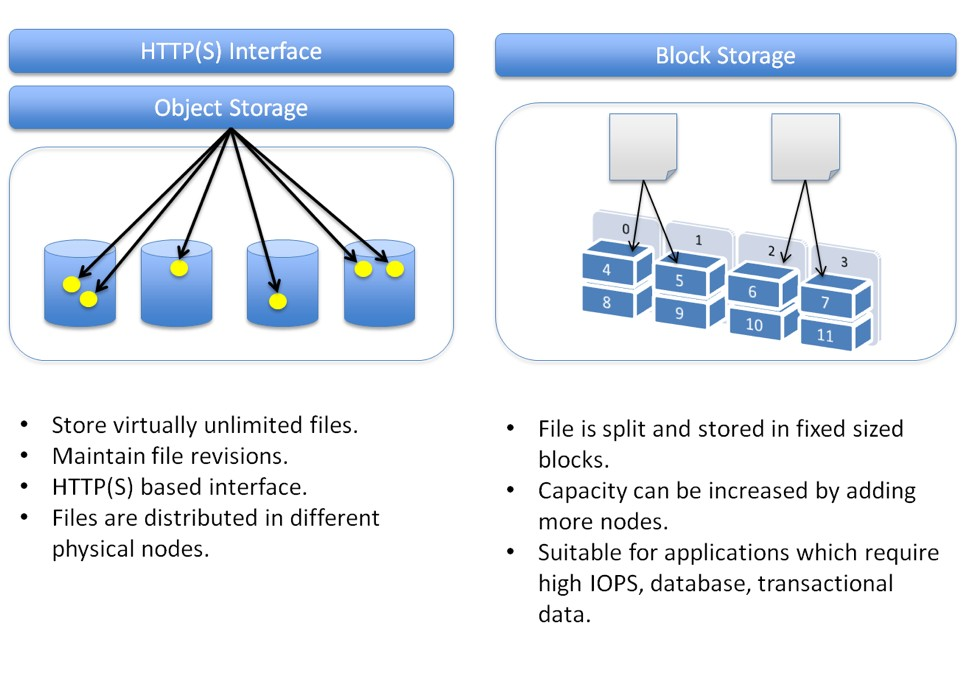 HTTP(S) Interface
Object Storage
• Store virtually unlimited files.
• Maintain file revisions.
• HTTP(S) based interface.
• Files are distributed in different
physical nodes.
Block Storage
0
1
2
3
4
5
6
7
8
9
10
11
• File is split and stored in fixed sized
blocks.
• Capacity can be increased by adding
more nodes.
• Suitable for applications which require
high IOPS, database, transactional
data.